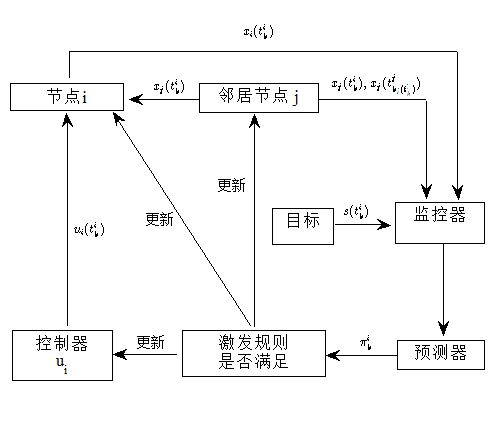 x_i(t_k^i)
x_j(t_k^i)
x_j(t_k^i), x_j(t^j_{k_j(t_k^i)})
节点i
邻居节点 j
更新
目标
s(t_k^i)
监控器
更新
u_i(t_k^i)
控制器
u_i
更新
激发规则
是否满足
π_k^i
预测器